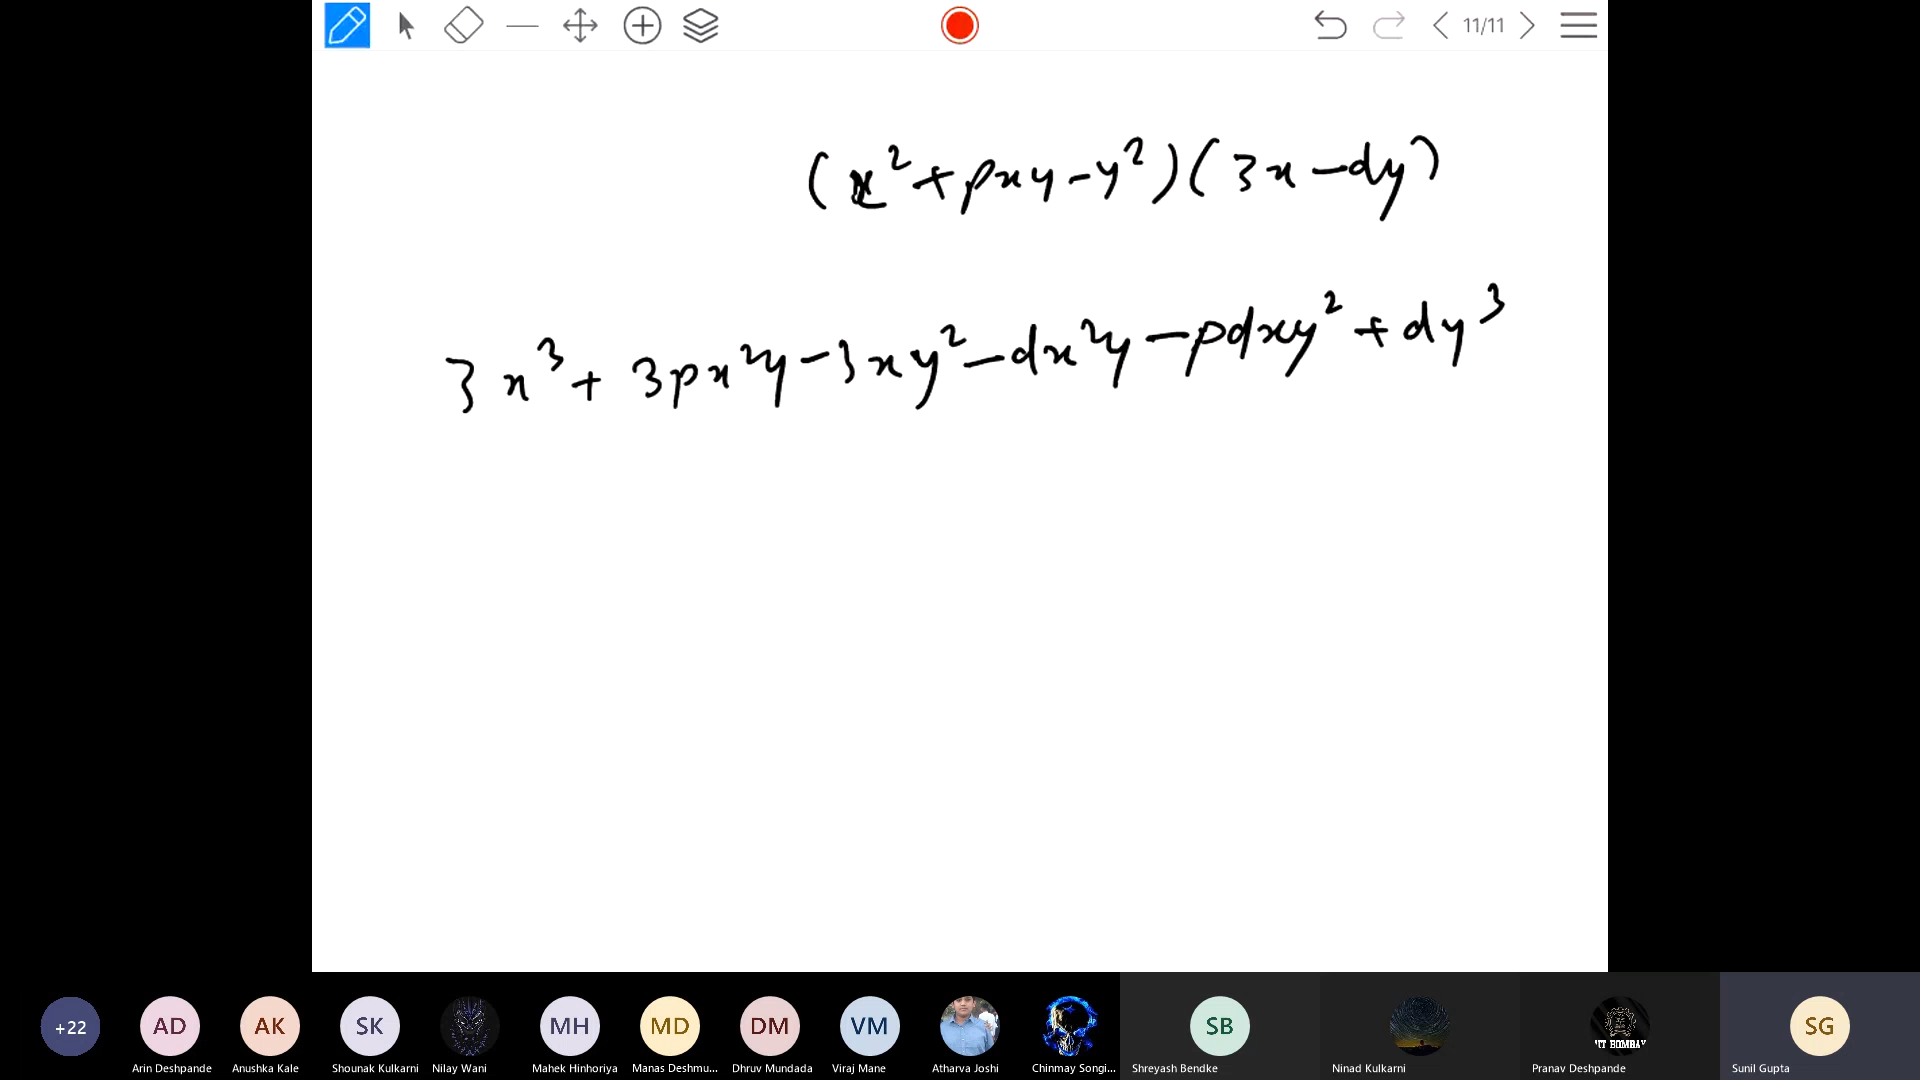 11/11
(x²+pxy-y²)(3x-dy)
3x³+3px²y-3xy²-dx²y-pdxy²+dy³
+22
AD
AK
SK
MH
MD
DM
VM
SB
IIT BOMBAY
SG
Arin Deshpande
Anushka Kale
Shounak Kulkarni
Nilay Wani
Mahek Hinhoriya
Manas Deshmu...
Dhruv Mundada
Viraj Mane
Atharva Joshi
Chinmay Songi...
Shreyash Bendke
Ninad Kulkarni
Pranav Deshpande
Sunil Gupta